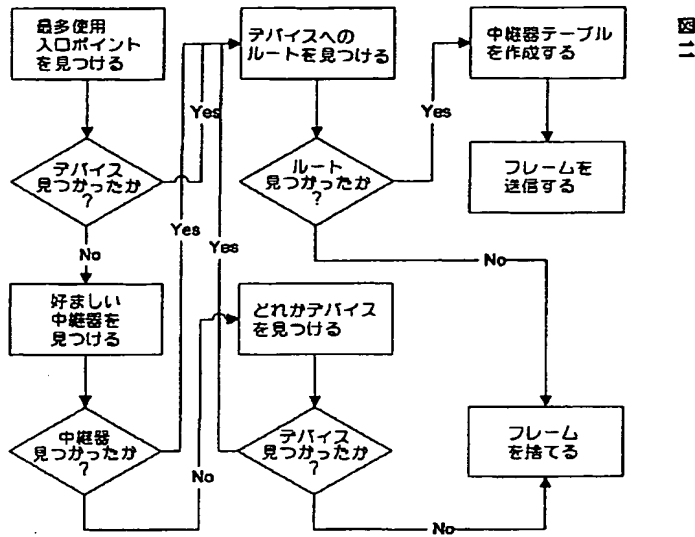 最多使用
入口ポイント
を見つける
デバイスへの
ルートを見つける
中継器テーブル
を作成する
図11
Yes
Yes
デバイス
見つかったか
?
ルート
見つかったか
?
フレームを
送信する
Yes
Yes
No
No
好ましい
中継器を
見つける
どれかデバイス
を見つける
中継器
見つかったか
?
デバイス
見つかったか
?
フレーム
を捨てる
No
No